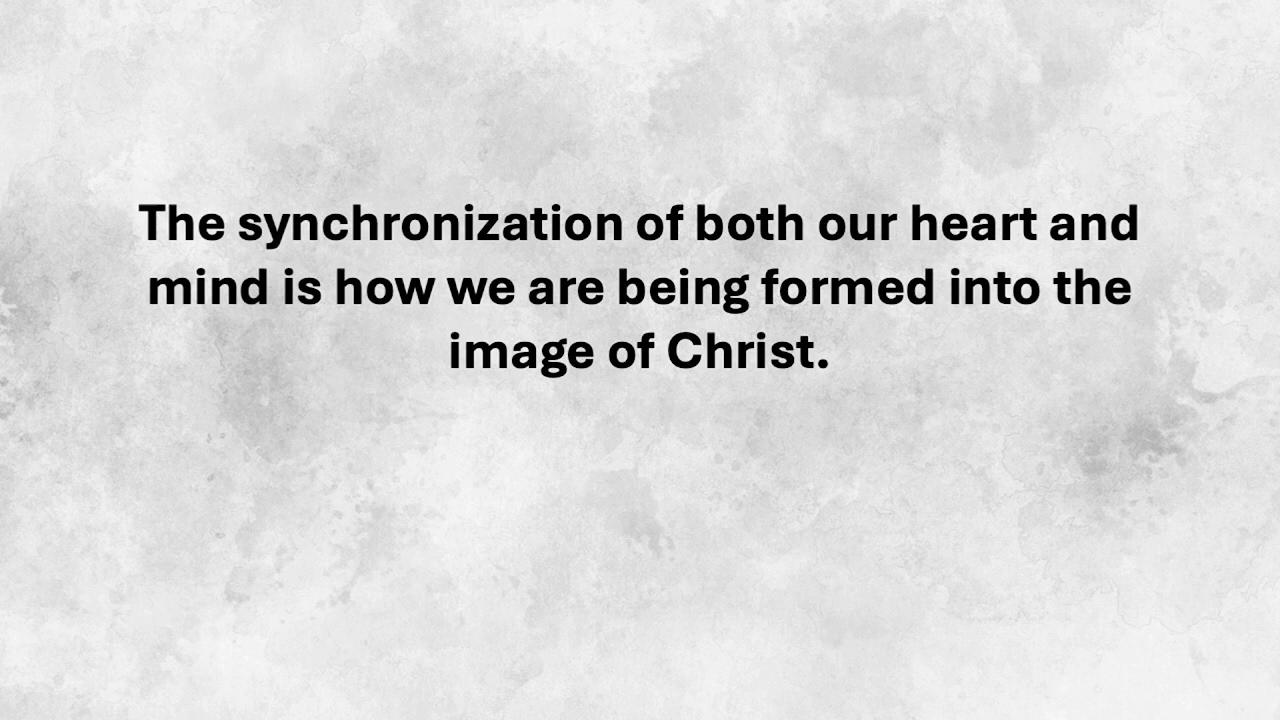 The synchronization of both our heart and
mind is how we are being formed into the
image of Christ.